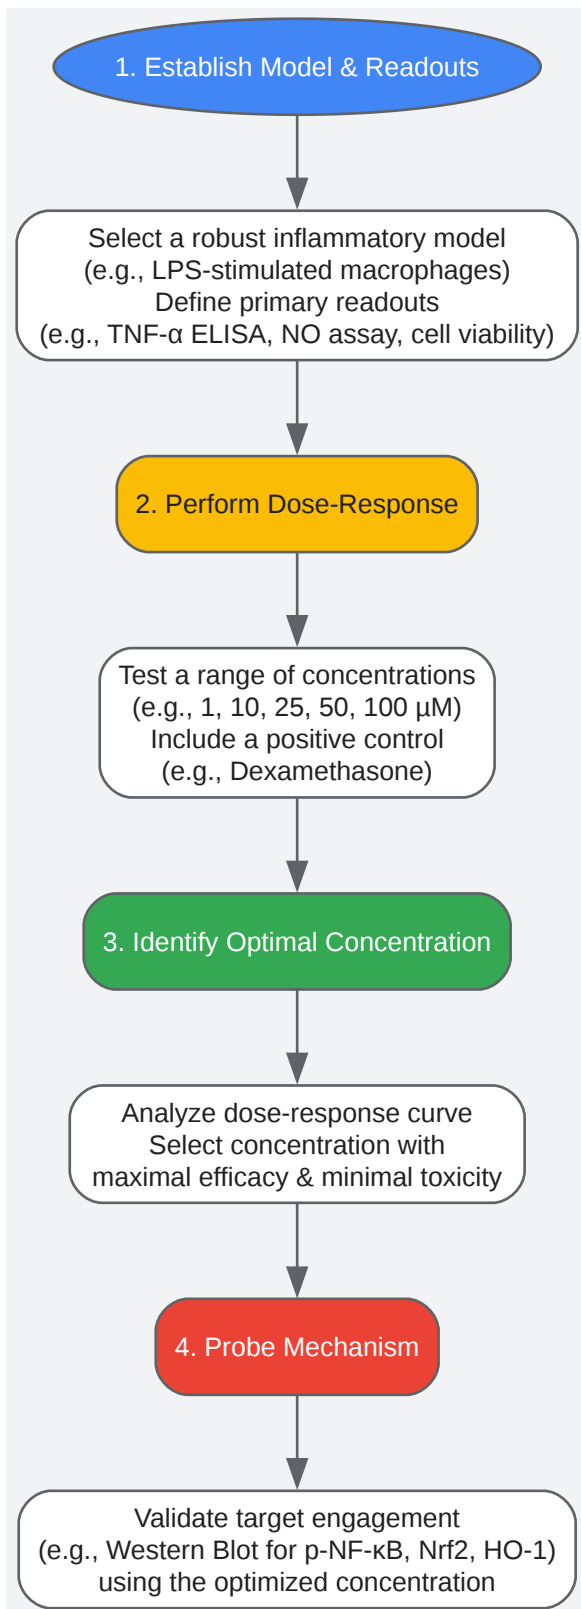 1. Establish Model & Readouts
Select a robust inflammatory model
(e.g., LPS-stimulated macrophages)
Define primary readouts
(e.g., TNF-α ELISA, NO assay, cell viability)
2. Perform Dose-Response
Test a range of concentrations
(e.g., 1, 10, 25, 50, 100 µM)
Include a positive control
(e.g., Dexamethasone)
3. Identify Optimal Concentration
Analyze dose-response curve
Select concentration with
maximal efficacy & minimal toxicity
4. Probe Mechanism
Validate target engagement
(e.g., Western Blot for p-NF-κB, Nrf2, HO-1)
using the optimized concentration